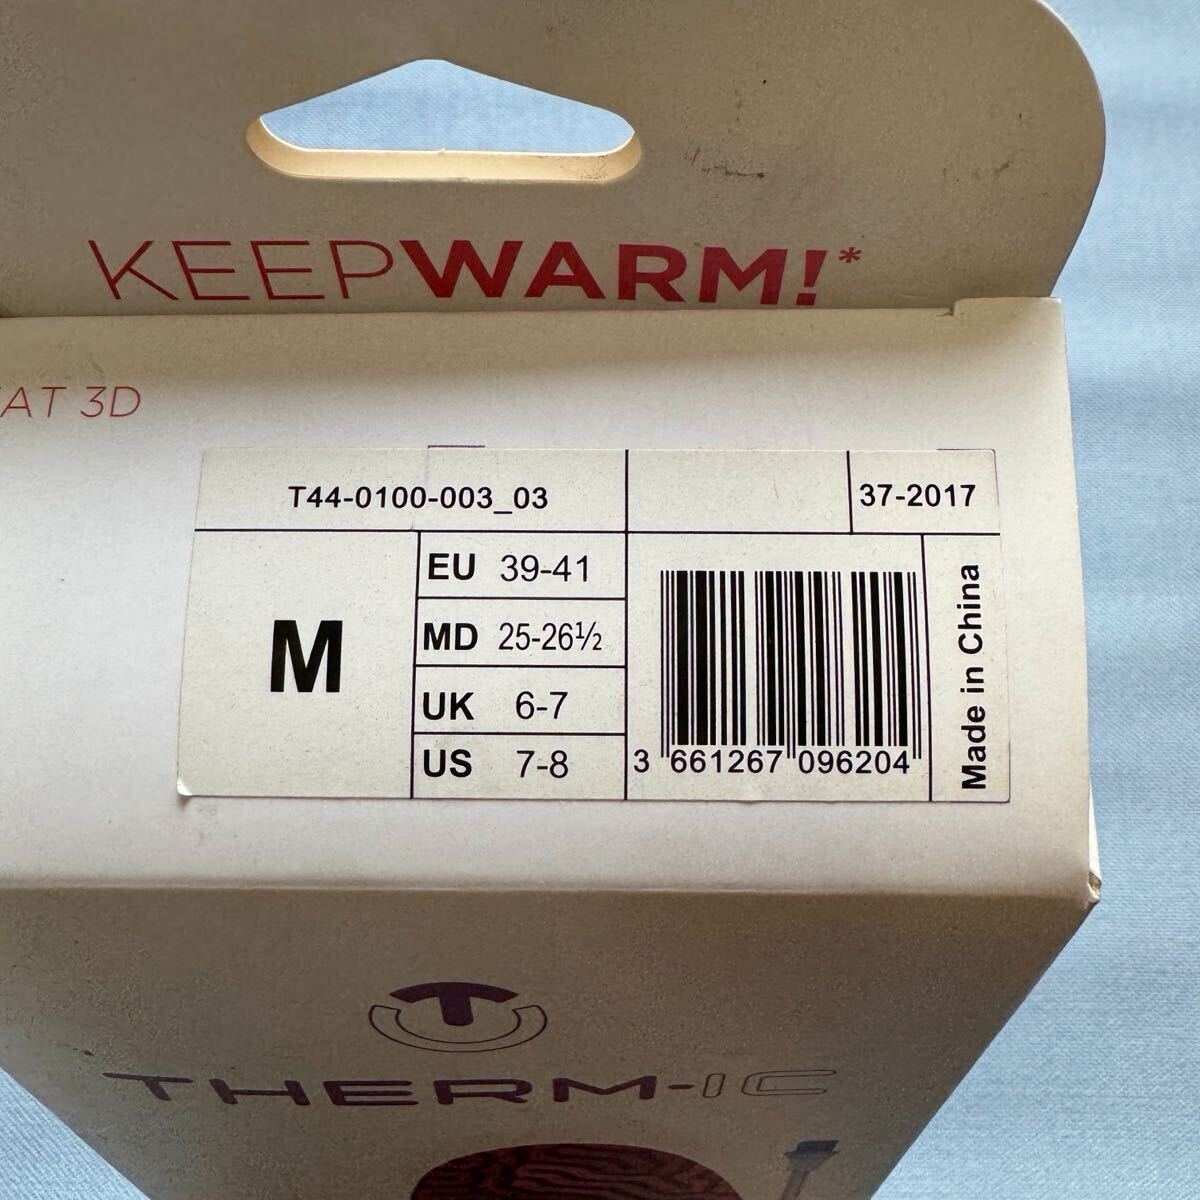 KEEPWARM!*
AT 3D
T44-0100-003_03
37-2017
M
EU 39-41
MD 25-26½
UK 6-7
US 7-8
3 661267 096204
Made in China
T
THERM-IC